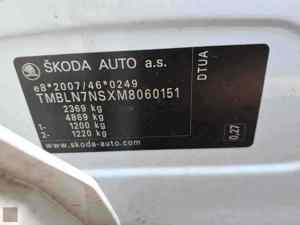 ŠKODA AUTO a.s.
e8*2007/46*0249
TMBLN7NSXM8060151
2369 kg
4869 kg
1- 1200 kg
2- 1220 kg
www.skoda-auto.com
DTUA
0,27